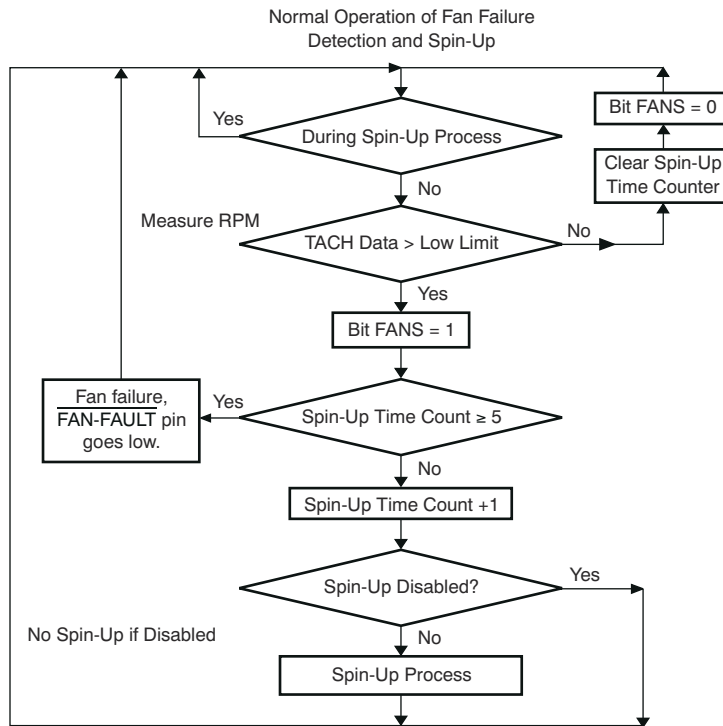 Normal Operation of Fan Failure
Detection and Spin-Up
Yes
During Spin-Up Process
Bit FANS = 0
Clear Spin-Up
Time Counter
No
Measure RPM
TACH Data > Low Limit
No
Yes
Bit FANS = 1
Fan failure,
FAN-FAULT pin
goes low.
Yes
Spin-Up Time Count ≥ 5
No
Spin-Up Time Count +1
Spin-Up Disabled?
Yes
No Spin-Up if Disabled
No
Spin-Up Process